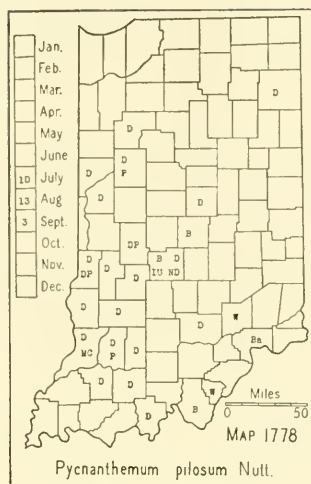 Jan.
Feb.
Mar.
Apr.
May
June
10 July
13 Aug
3 Sept.
Oct.
Nov.
Dec.
D
D
D
P
D
D
D
B
DP
D
DP
D
D
B D
IU ND
D
D
D
W
Ba
D
MC
D
P
D
D
D
W
B
Miles
0 50
MAP 1778
Pycnanthemum pilosum Nutt.